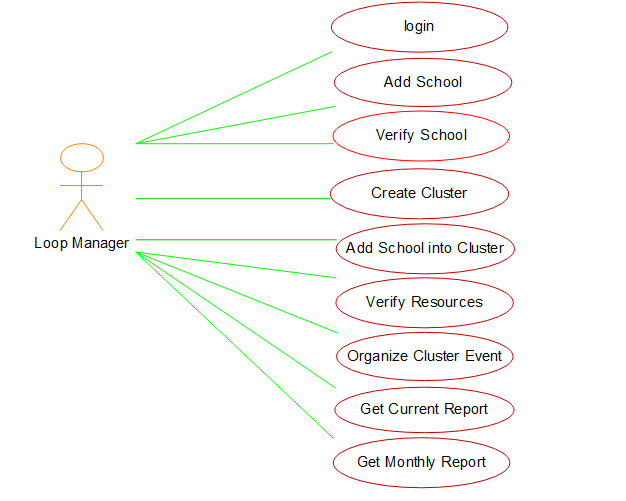 login
Add School
Verify School
Create Cluster
Loop Manager
Add School into Cluster
Verify Resources
Organize Cluster Event
Get Current Report
Get Monthly Report